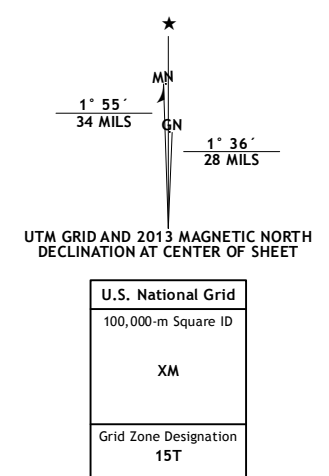 ★
MN
1° 55´
34 MILS
GN
1° 36´
28 MILS
UTM GRID AND 2013 MAGNETIC NORTH
DECLINATION AT CENTER OF SHEET
U.S. National Grid
100,000-m Square ID
XM
Grid Zone Designation
15T